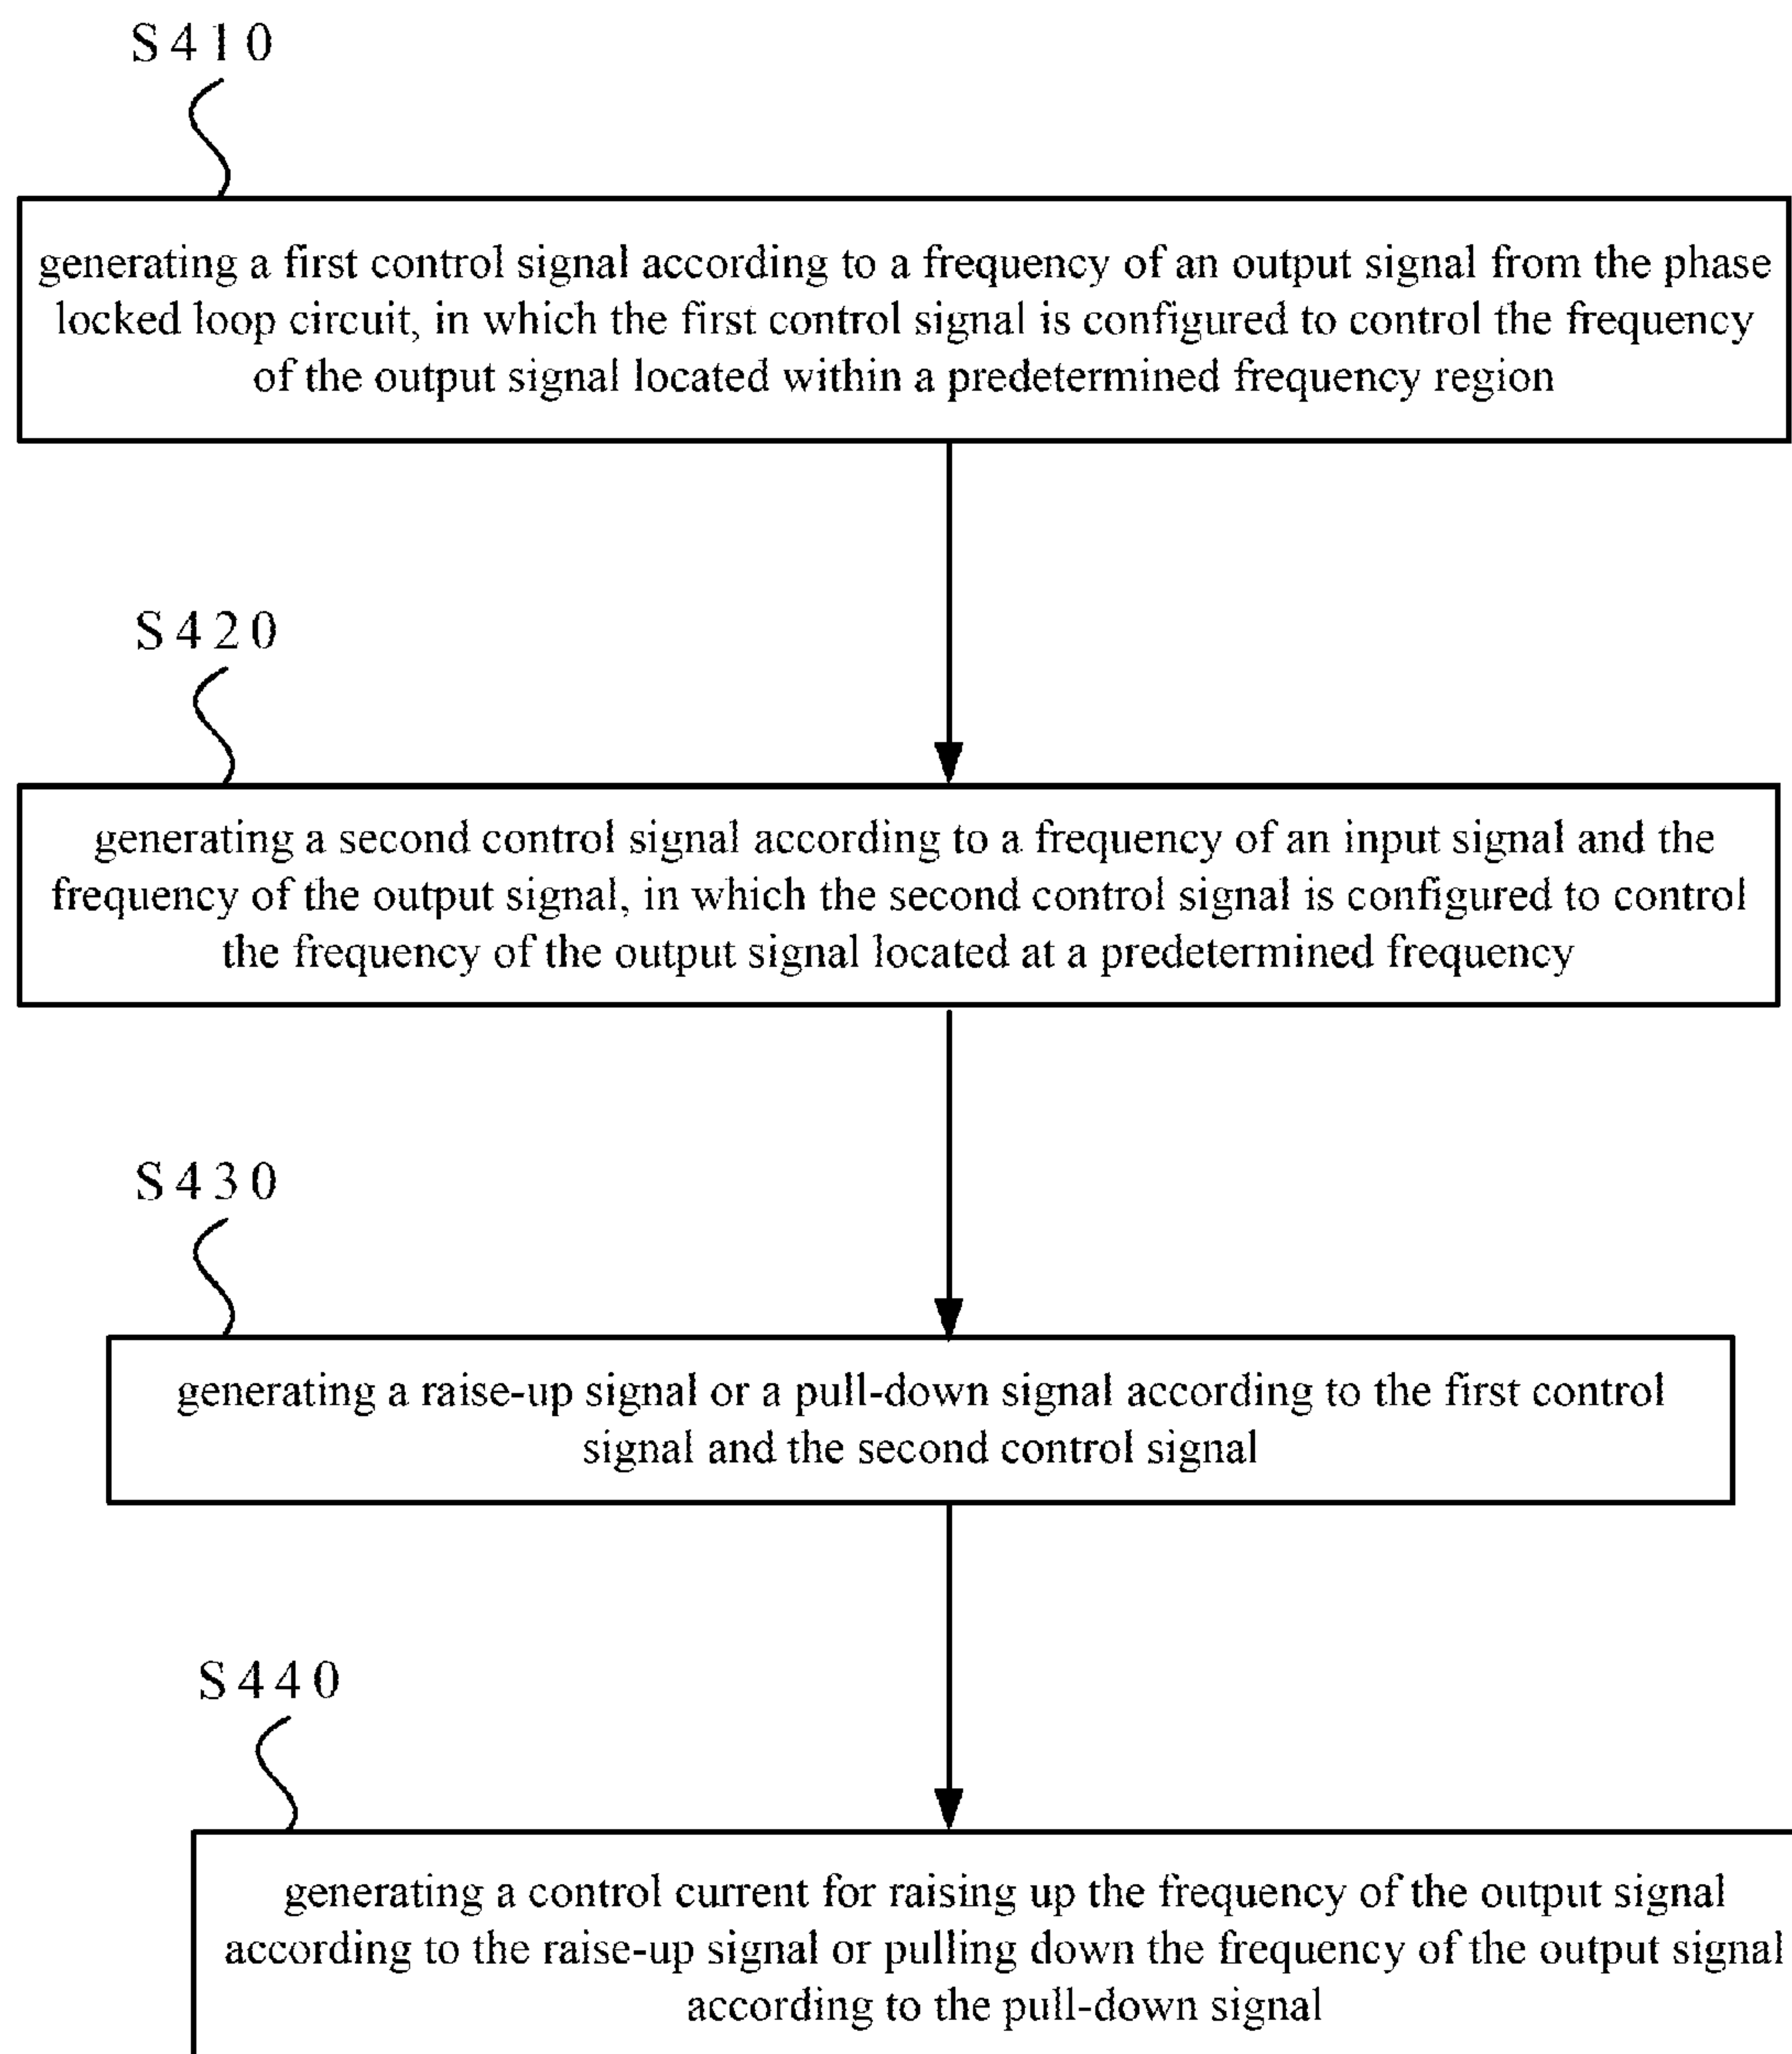 S410
generating a first control signal according to a frequency of an output signal from the phase
locked loop circuit, in which the first control signal is configured to control the frequency
of the output signal located within a predetermined frequency region
S420
generating a second control signal according to a frequency of an input signal and the
frequency of the output signal, in which the second control signal is configured to control
the frequency of the output signal located at a predetermined frequency
S430
generating a raise-up signal or a pull-down signal according to the first control
signal and the second control signal
S440
generating a control current for raising up the frequency of the output signal
according to the raise-up signal or pulling down the frequency of the output signal
according to the pull-down signal